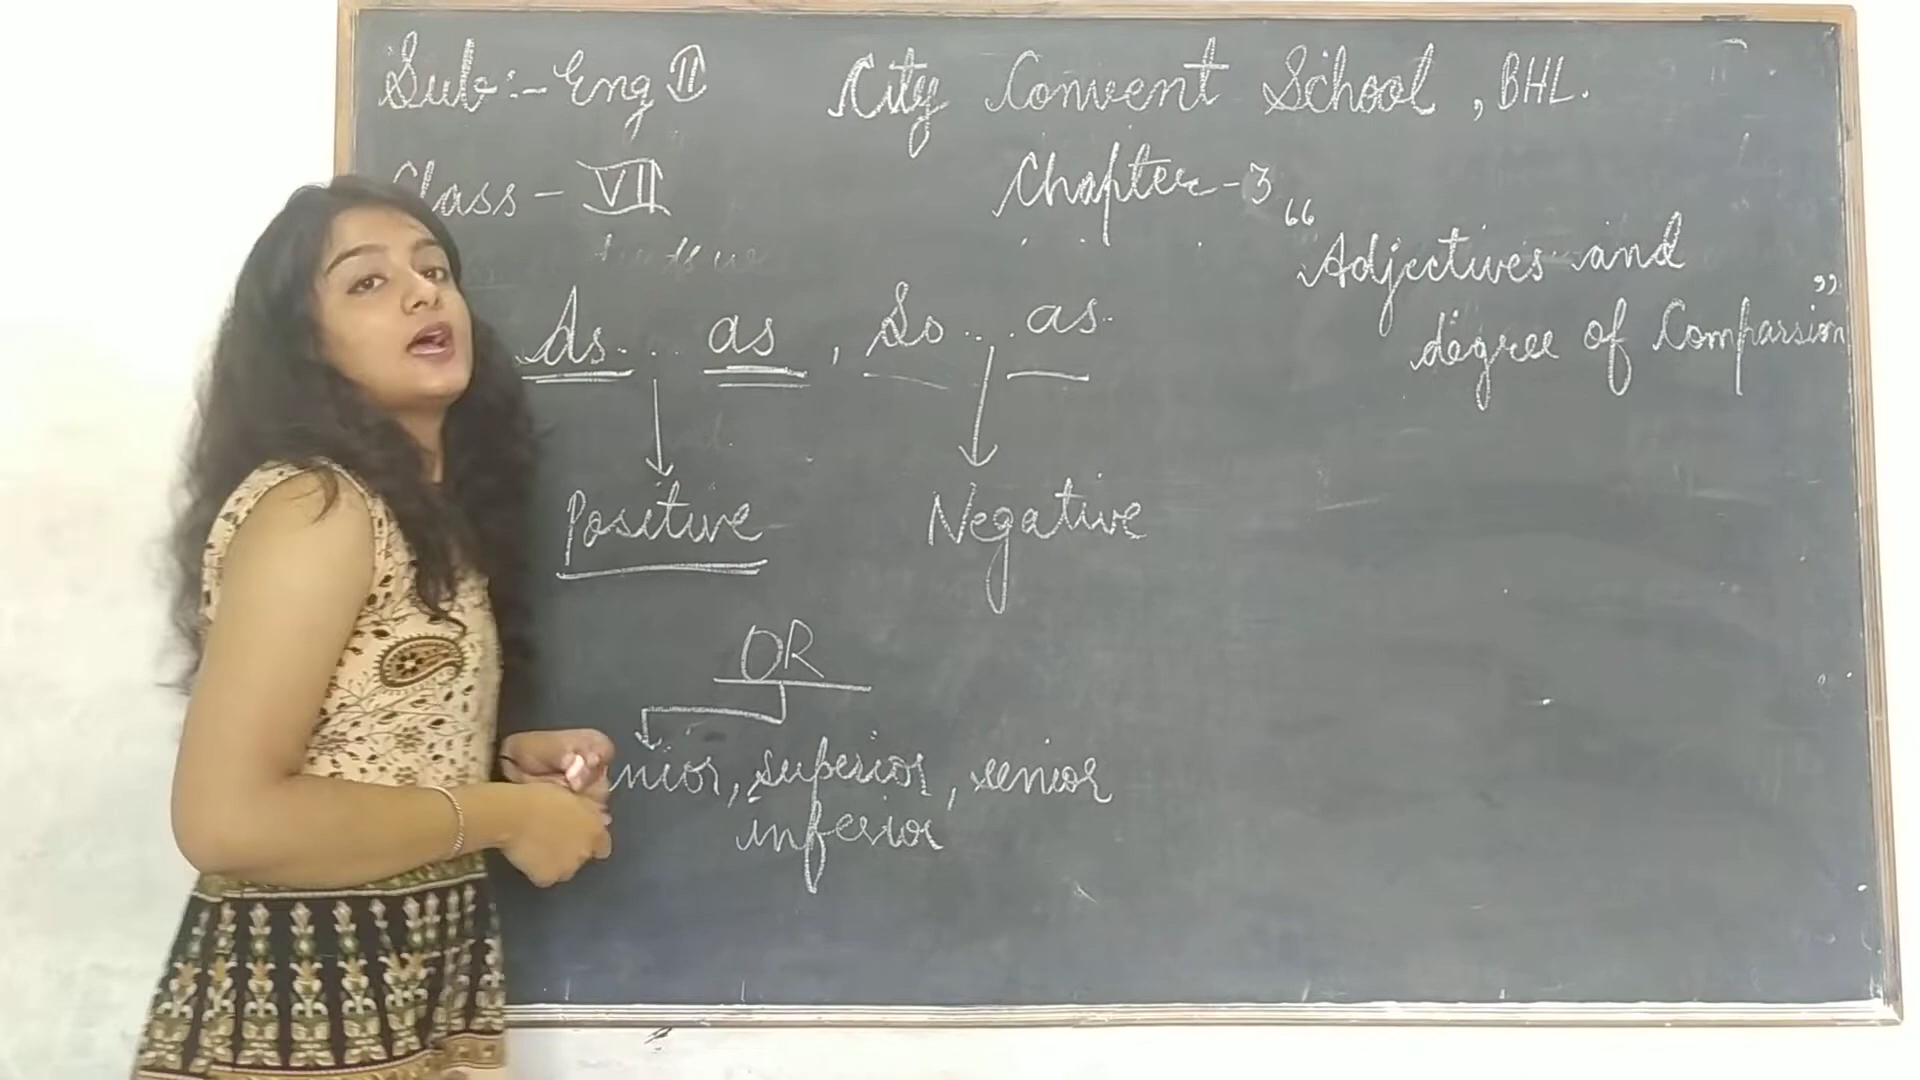 Sub:- Eng II
City Convent School, BHL.
Class - VII
Chapter - 3
"Adjectives and
degree of Comparsion"
As... as, So... as..
Positive
Negative
OR
nior, superior, senior
inferior